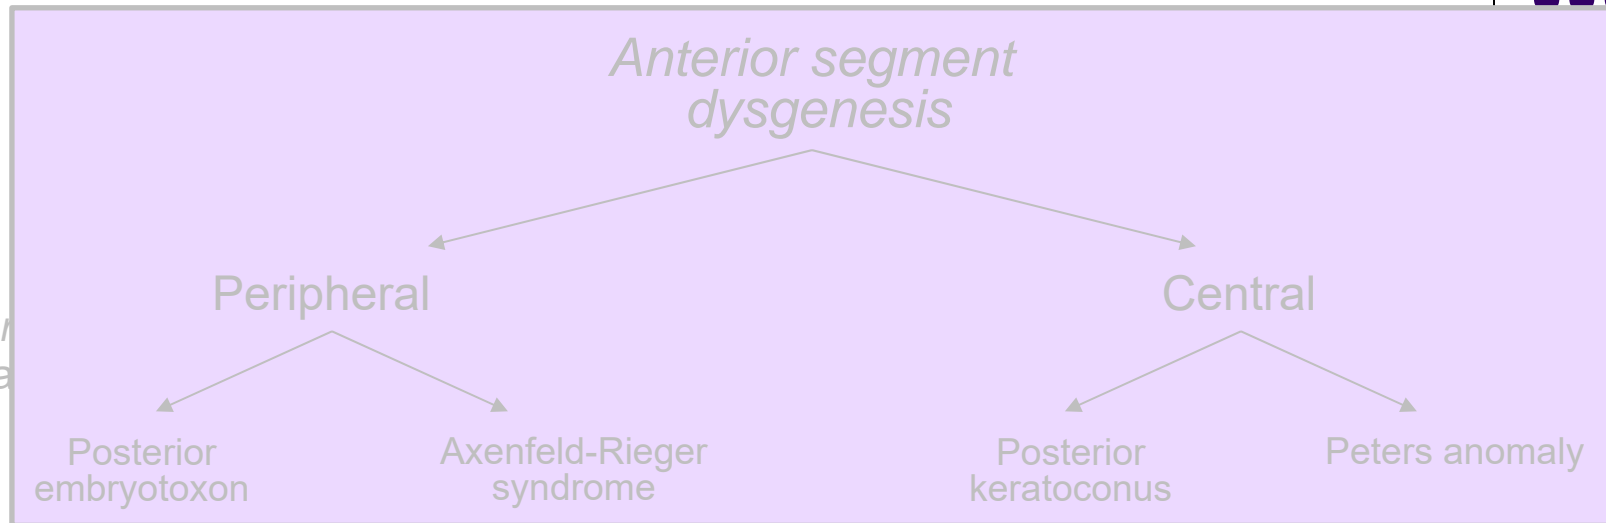 Anterior segment
dysgenesis
Peripheral
Central
Posterior
embryotoxon
Axenfeld-Rieger
syndrome
Posterior
keratoconus
Peters anomaly